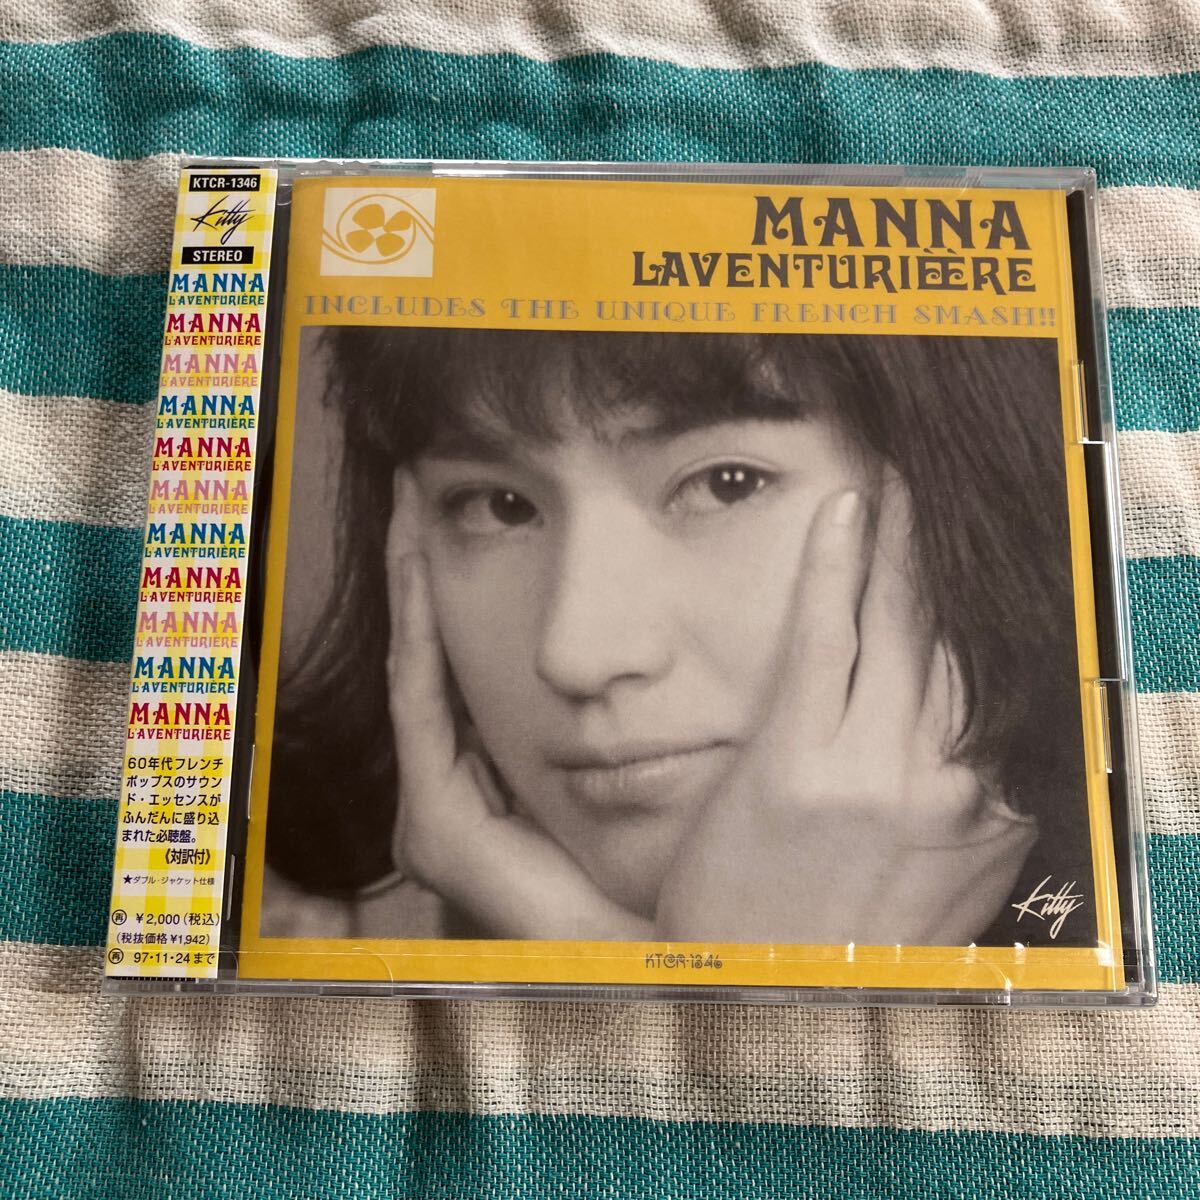 KTCR-1346
Kitty
STEREO
MANNA
L'AVENTURIÈRE
MANNA
L'AVENTURIÈRE
MANNA
L'AVENTURIÈRE
MANNA
L'AVENTURIÈRE
MANNA
L'AVENTURIÈRE
MANNA
L'AVENTURIÈRE
MANNA
L'AVENTURIÈRE
MANNA
L'AVENTURIÈRE
MANNA
L'AVENTURIÈRE
MANNA
L'AVENTURIÈRE
MANNA
L'AVENTURIÈRE
60年代フレンチ
ポップスのサウン
ド・エッセンスが
ふんだんに盛り込
まれた必聴盤。
《対訳付》
★ダブル・ジャケット仕様
再 ¥2,000(税込)
(税抜価格¥1,942)
再 97・11・24まで
MANNA
LAVENTURIÈÈRE
INCLUDES THE UNIQUE FRENCH SMASH!!
Kitty
KTCR-1346